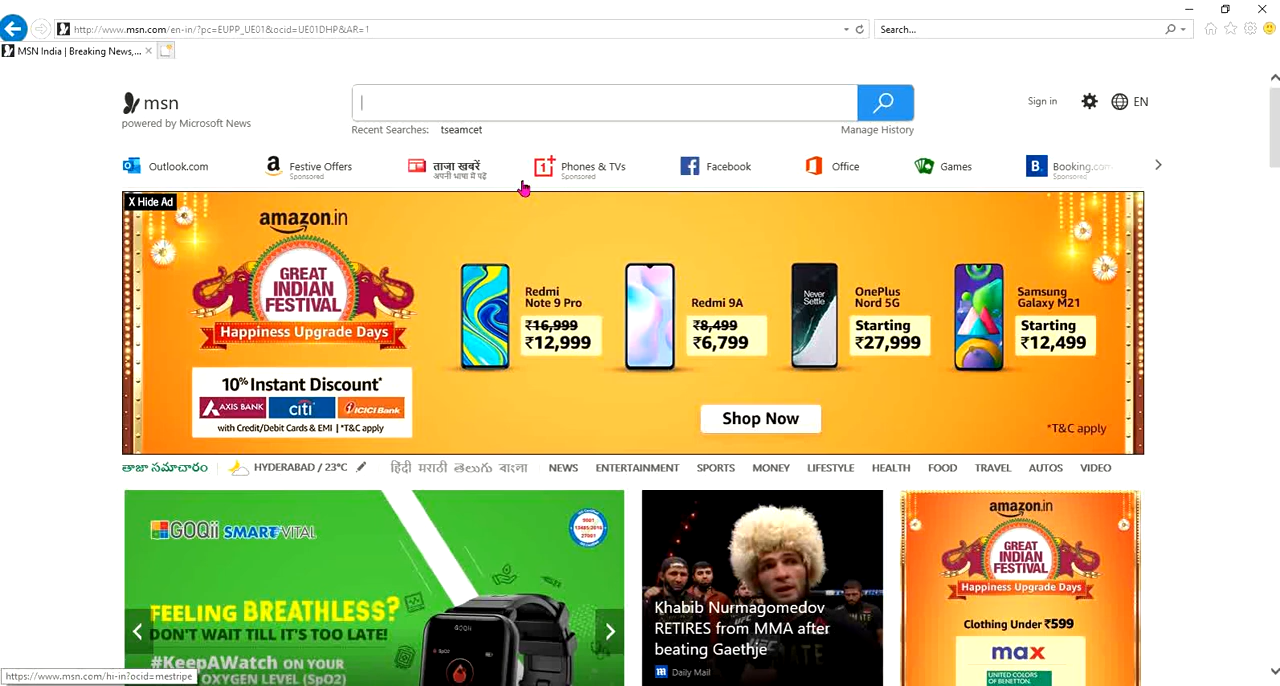 http://www.msn.com/en-in/?pc=EUPP_UE01&ocid=UE01DHP&AR=1
Search...
MSN India | Breaking News,...
msn
powered by Microsoft News
Recent Searches: tseamcet
Manage History
Sign in
EN
Outlook.com
Festive Offers
Sponsored
ताजा खबरें
अपनी भाषा में पढ़ें
Phones & TVs
Sponsored
Facebook
Office
Games
B
Booking.com
Sponsored
X Hide Ad
amazon.in
GREAT
INDIAN
FESTIVAL
Happiness Upgrade Days
10% Instant Discount*
AXIS BANK
citi
ICICI Bank
with Credit/Debit Cards & EMI | *T&C apply
Redmi
Note 9 Pro
₹16,999
₹12,999
Redmi 9A
₹8,499
₹6,799
Never
Settle
OnePlus
Nord 5G
Starting
₹27,999
Samsung
Galaxy M21
Starting
₹12,499
Shop Now
*T&C apply
తాజా సమాచారం
HYDERABAD / 23°C
हिंदी मराठी తెలుగు বাংলা
NEWS ENTERTAINMENT SPORTS MONEY LIFESTYLE HEALTH FOOD TRAVEL AUTOS VIDEO
GOQii SMART VITAL
FEELING BREATHLESS?
DON'T WAIT TILL IT'S TOO LATE!
#KeepAWatch ON YOUR
OXYGEN LEVEL (SpO2)
GOQii
Khabib Nurmagomedov
RETIRES from MMA after
beating Gaethje
Daily Mail
amazon.in
GREAT
INDIAN
FESTIVAL
Happiness Upgrade Days
Clothing Under ₹599
max
UNITED COLORS
OF BENETTON.
https://www.msn.com/hi-in?ocid=mestripe